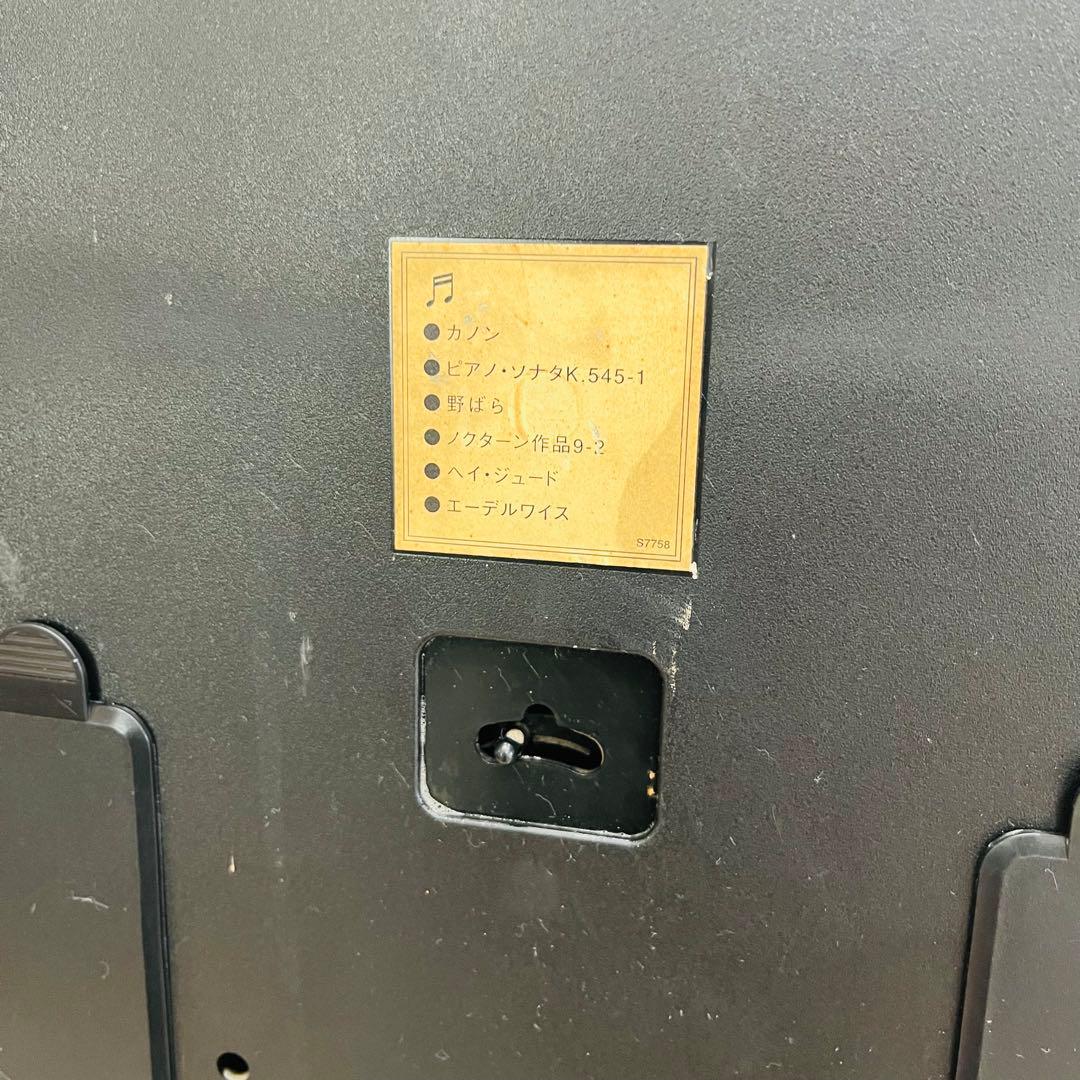 ● カノン
● ピアノ・ソナタK.545-1
● 野ばら
● ノクターン作品9-2
● ヘイ・ジュード
● エーデルワイス
S7758